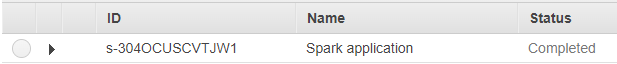 ID Name Status
s-304OCUSCVTJW1 Spark application Completed